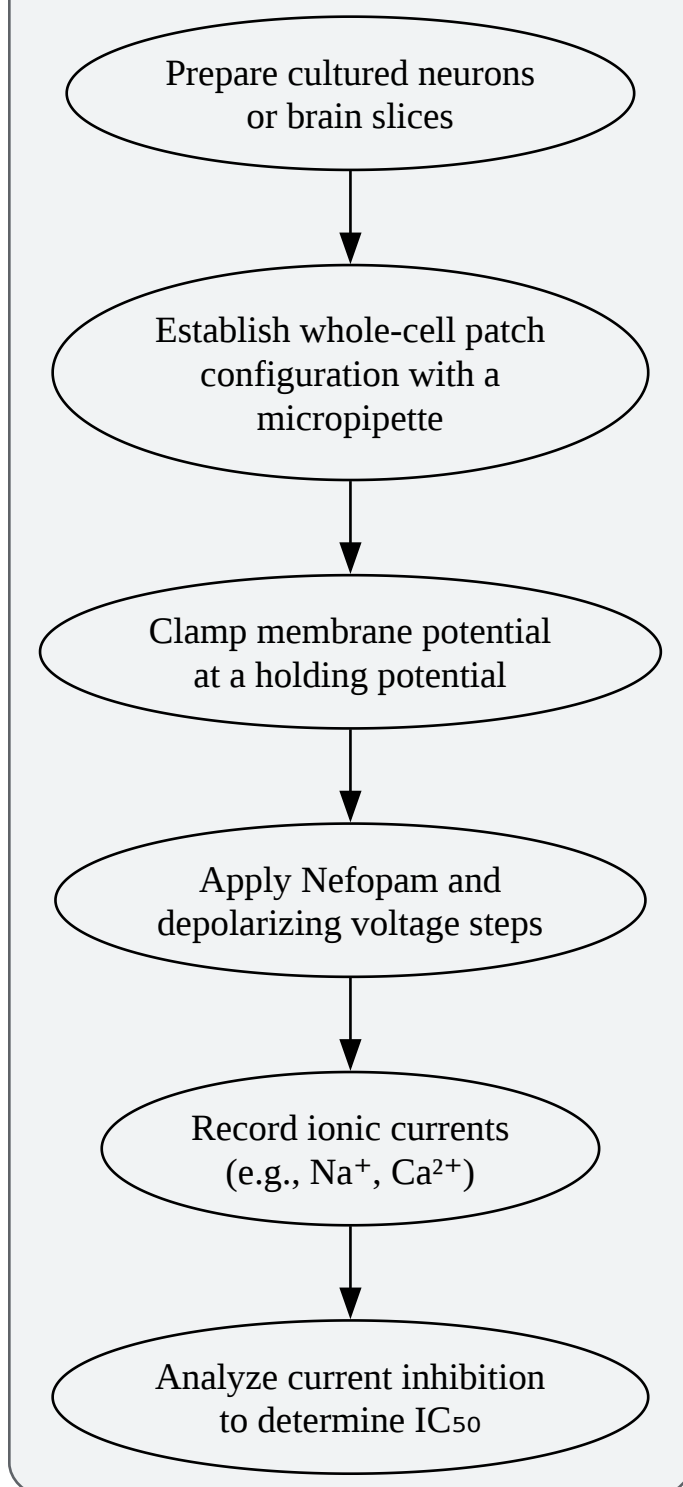 Prepare cultured neurons
or brain slices
Establish whole-cell patch
configuration with a
micropipette
Clamp membrane potential
at a holding potential
Apply Nefopam and
depolarizing voltage steps
Record ionic currents
(e.g., Na⁺, Ca²⁺)
Analyze current inhibition
to determine IC₅₀